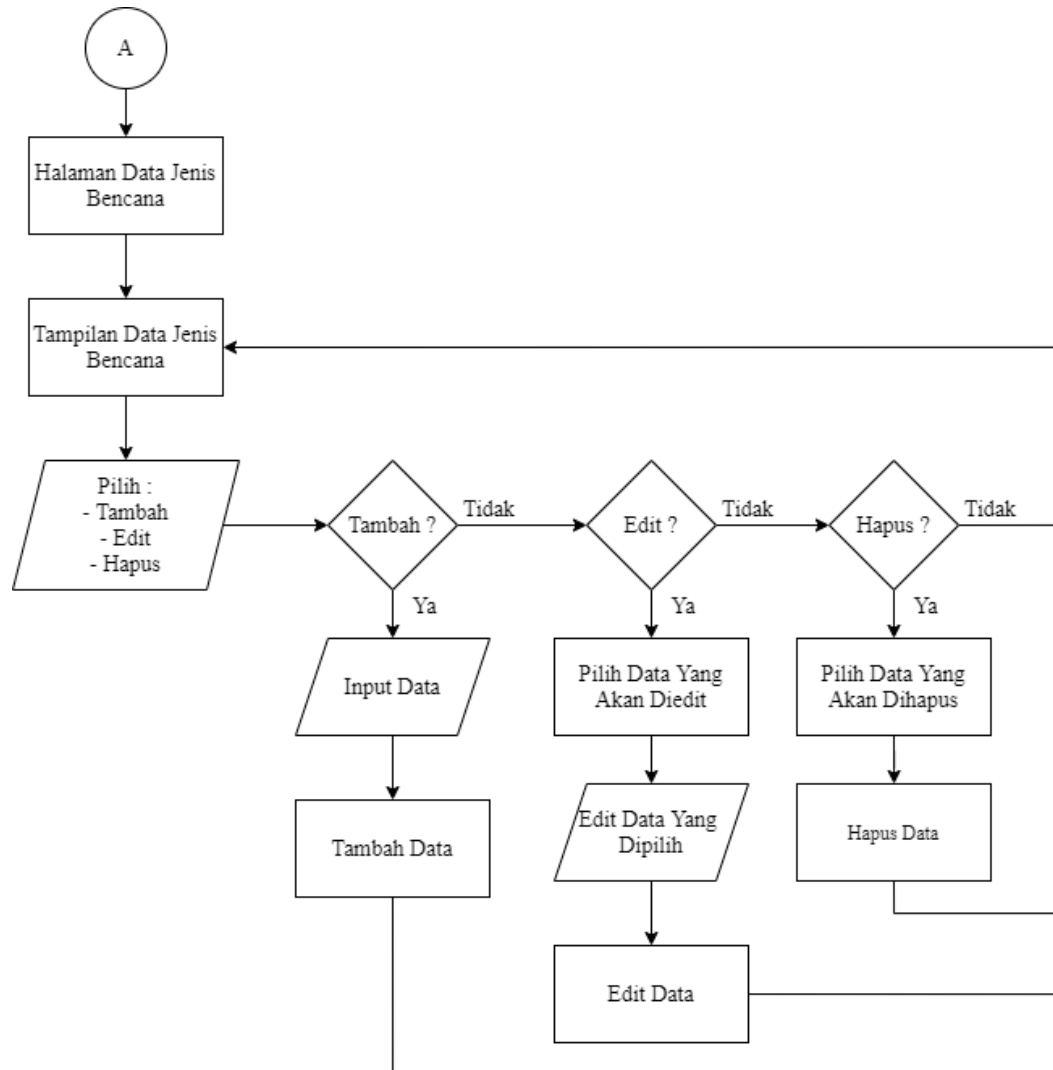 A
Halaman Data Jenis
Bencana
Tampilan Data Jenis
Bencana
Pilih :
- Tambah
- Edit
- Hapus
Tambah ?
Tidak
Edit ?
Tidak
Hapus ?
Tidak
Ya
Ya
Ya
Input Data
Pilih Data Yang
Akan Diedit
Pilih Data Yang
Akan Dihapus
Tambah Data
Edit Data Yang
Dipilih
Hapus Data
Edit Data